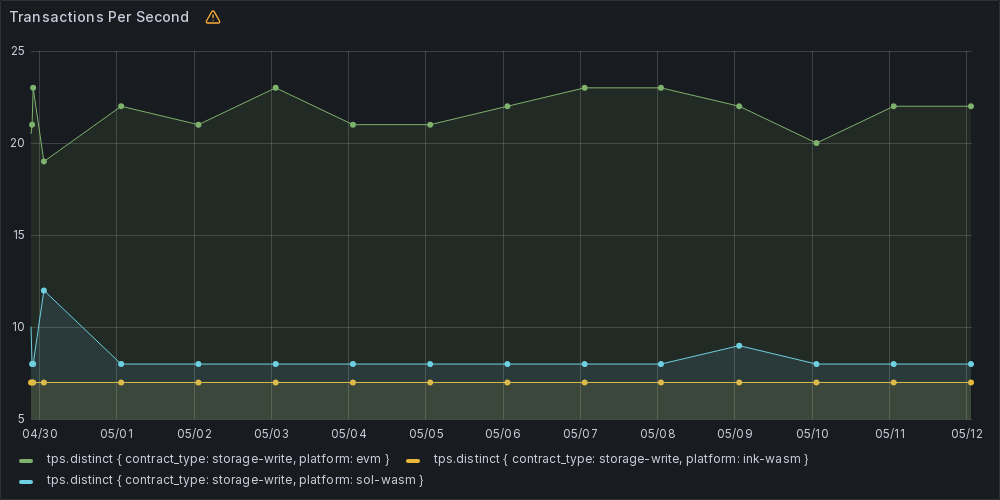 Transactions Per Second
25
20
15
10
5
04/30 05/01 05/02 05/03 05/04 05/05 05/06 05/07 05/08 05/09 05/10 05/11 05/12
tps.distinct { contract_type: storage-write, platform: evm } tps.distinct { contract_type: storage-write, platform: ink-wasm }
tps.distinct { contract_type: storage-write, platform: sol-wasm }